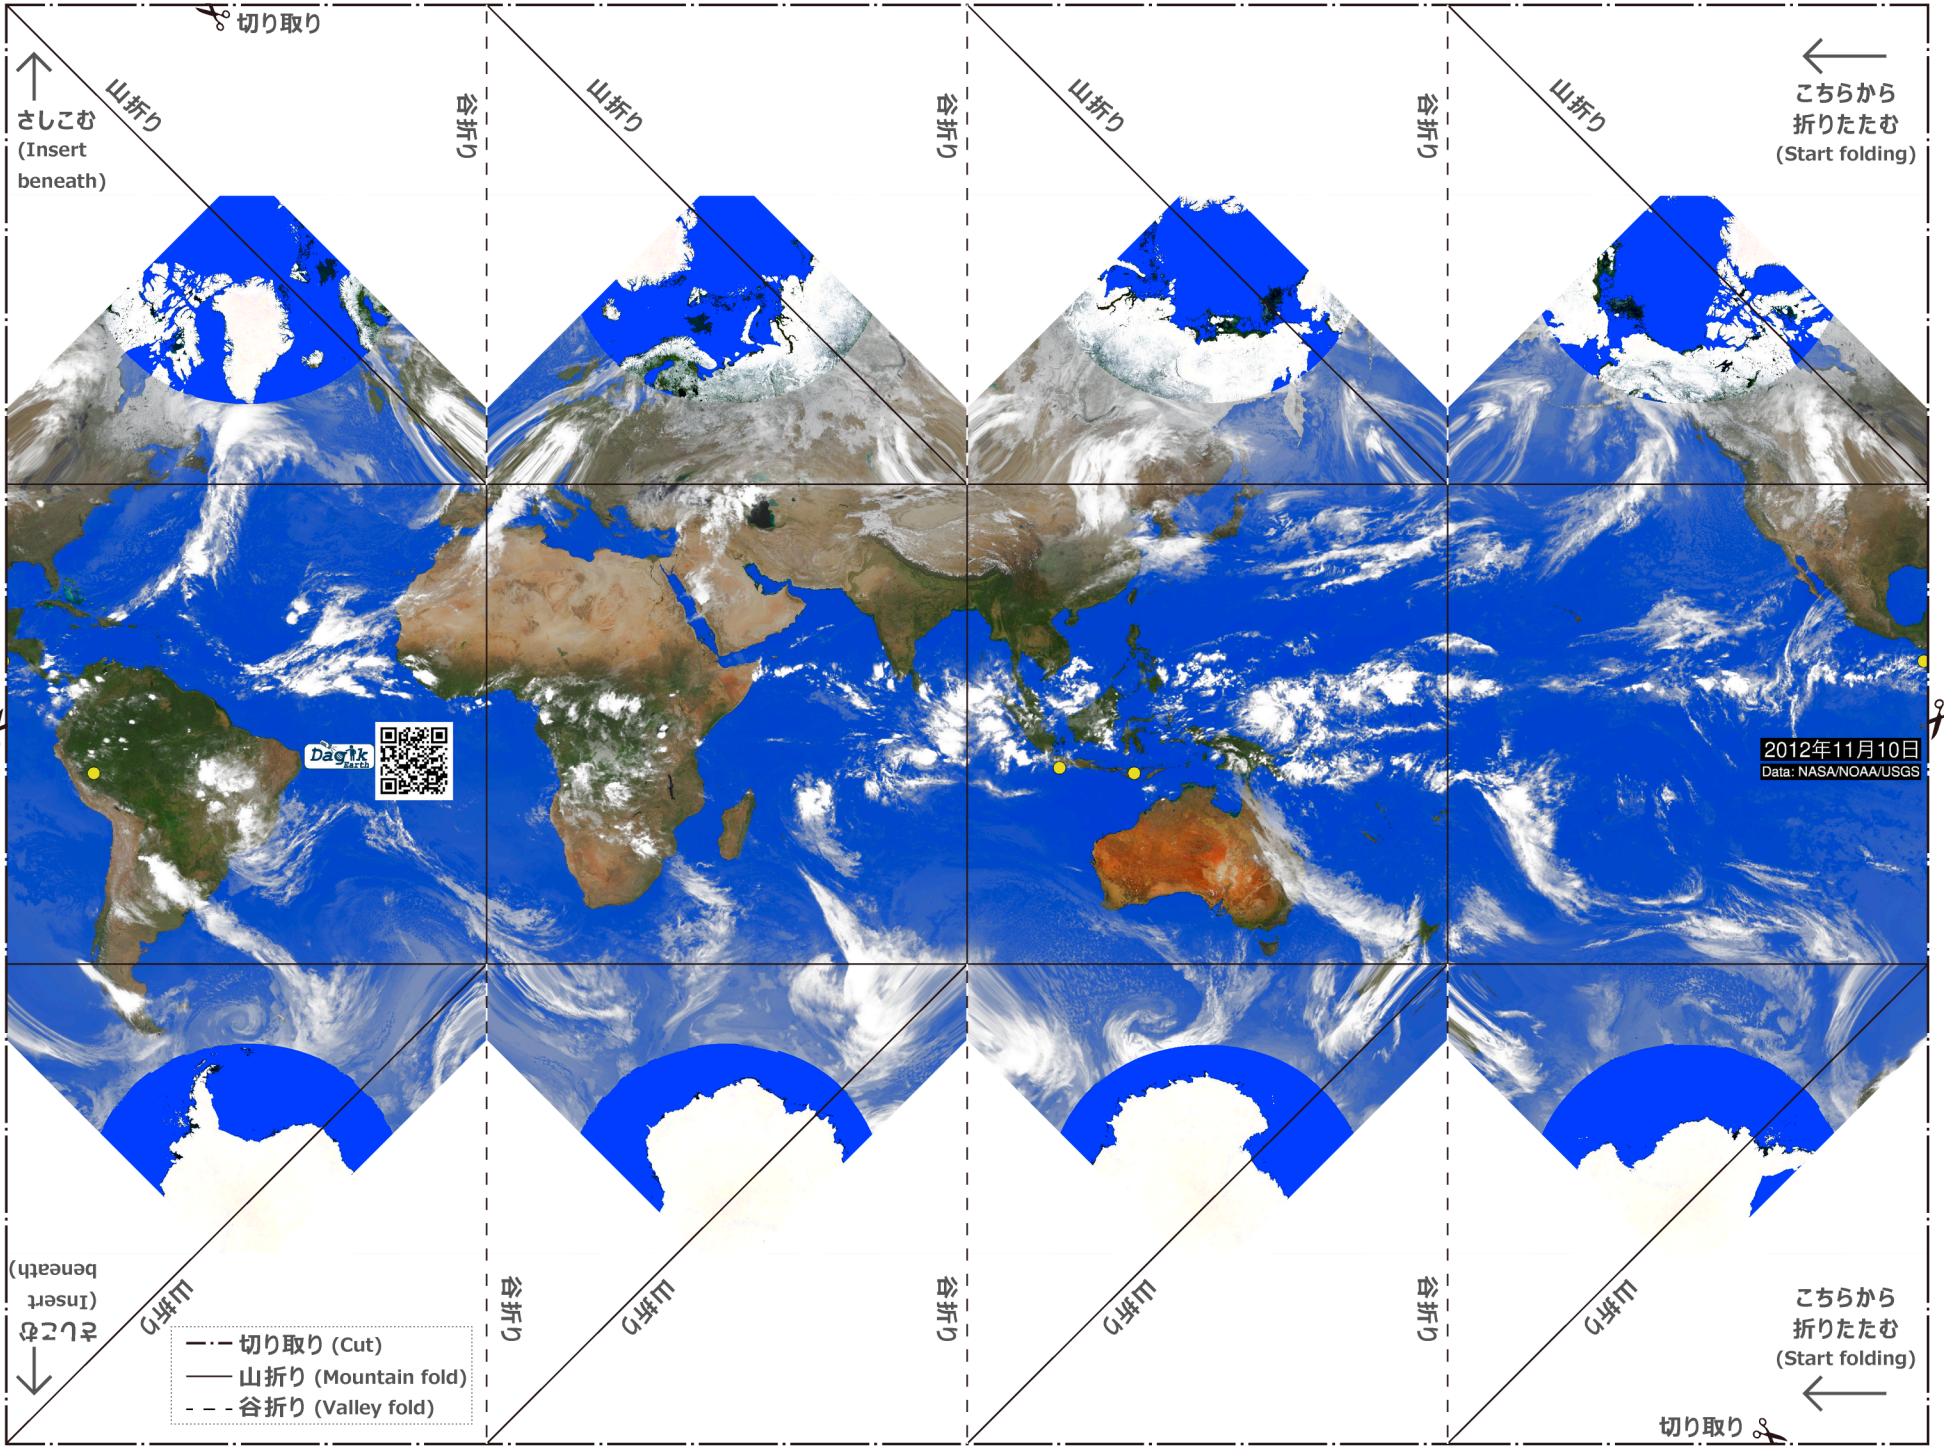 切り取り
山折り
谷折り
山折り
谷折り
山折り
谷折り
山折り
さしこむ
(Insert
beneath)
こちらから
折りたたむ
(Start folding)
Dagik
Earth
2012年11月10日
Data: NASA/NOAA/USGS
さしこむ
(Insert
beneath)
山折り
谷折り
山折り
谷折り
山折り
谷折り
山折り
切り取り (Cut)
山折り (Mountain fold)
谷折り (Valley fold)
こちらから
折りたたむ
(Start folding)
切り取り